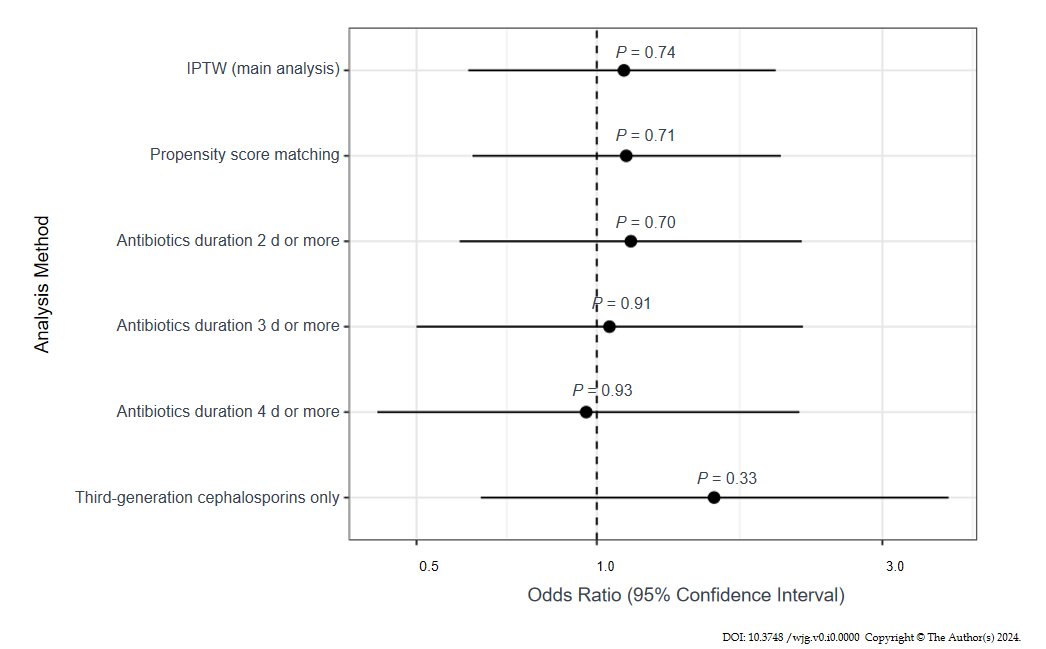 IPTW (main analysis)
P = 0.74
Propensity score matching
P = 0.71
Antibiotics duration 2 d or more
P = 0.70
Antibiotics duration 3 d or more
P = 0.91
Antibiotics duration 4 d or more
P = 0.93
Third-generation cephalosporins only
P = 0.33
Analysis Method
0.5 1.0 3.0
Odds Ratio (95% Confidence Interval)
DOI: 10.3748 /wjg.v0.i0.0000 Copyright © The Author(s) 2024.